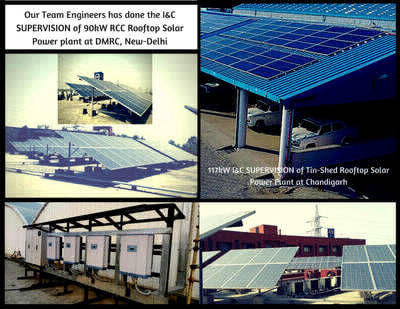 Our Team Engineers has done the I&C
SUPERVISION of 90kW RCC Rooftop Solar
Power plant at DMRC, New-Delhi
117kW I&C SUPERVISION of Tin-Shed Rooftop Solar
Power Plant at Chandigarh